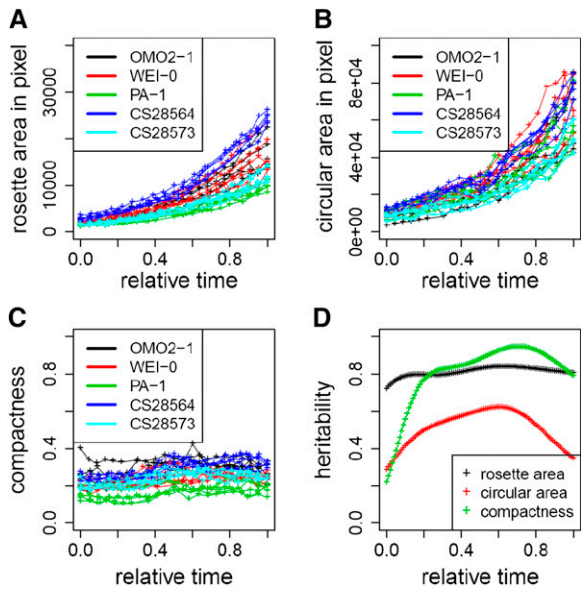 A
rosette area in pixel
30000
10000
0
OMO2-1
WEI-0
PA-1
CS28564
CS28573
0.0
0.4
0.8
relative time
B
circular area in pixel
8e+04
4e+04
0e+00
OMO2-1
WEI-0
PA-1
CS28564
CS28573
0.0
0.4
0.8
relative time
C
compactness
0.8
0.4
0.0
OMO2-1
WEI-0
PA-1
CS28564
CS28573
0.0
0.4
0.8
relative time
D
heritability
0.8
0.4
0.0
rosette area
circular area
compactness
0.0
0.4
0.8
relative time